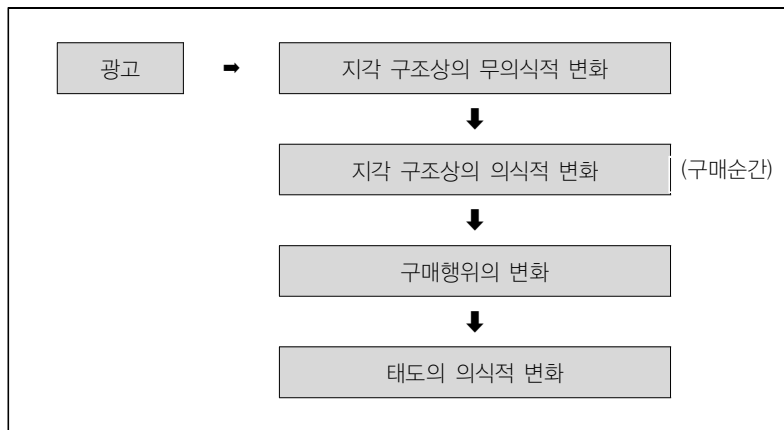 광고 ➡ 지각 구조상의 무의식적 변화
지각 구조상의 의식적 변화 (구매순간)
구매행위의 변화
태도의 의식적 변화